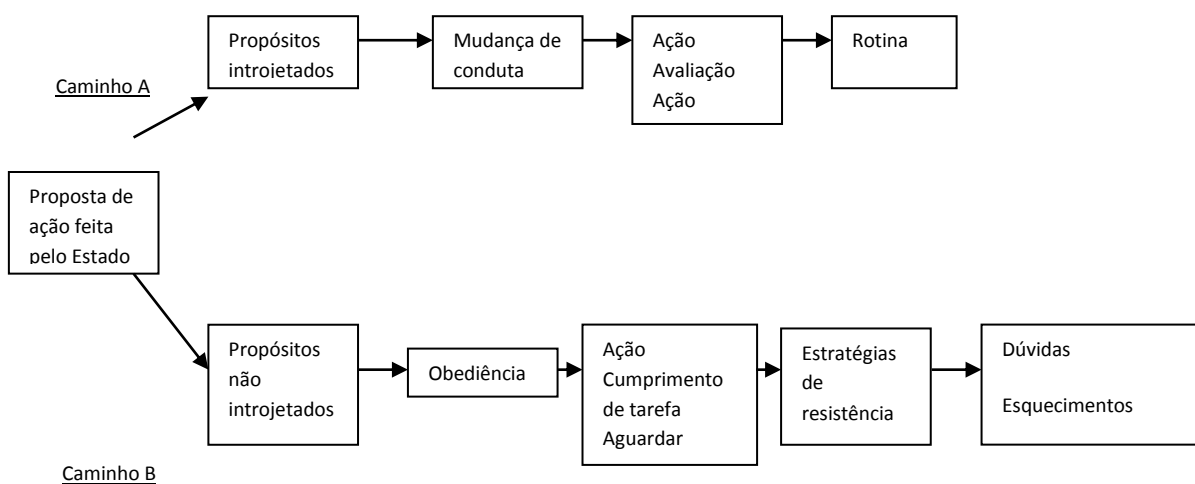 Caminho A
Propósitos
introjetados
Mudança de
conduta
Ação
Avaliação
Ação
Rotina
Proposta de
ação feita
pelo Estado
Propósitos
não
introjetados
Obediência
Ação
Cumprimento
de tarefa
Aguardar
Estratégias
de
resistência
Dúvidas
Esquecimentos
Caminho B